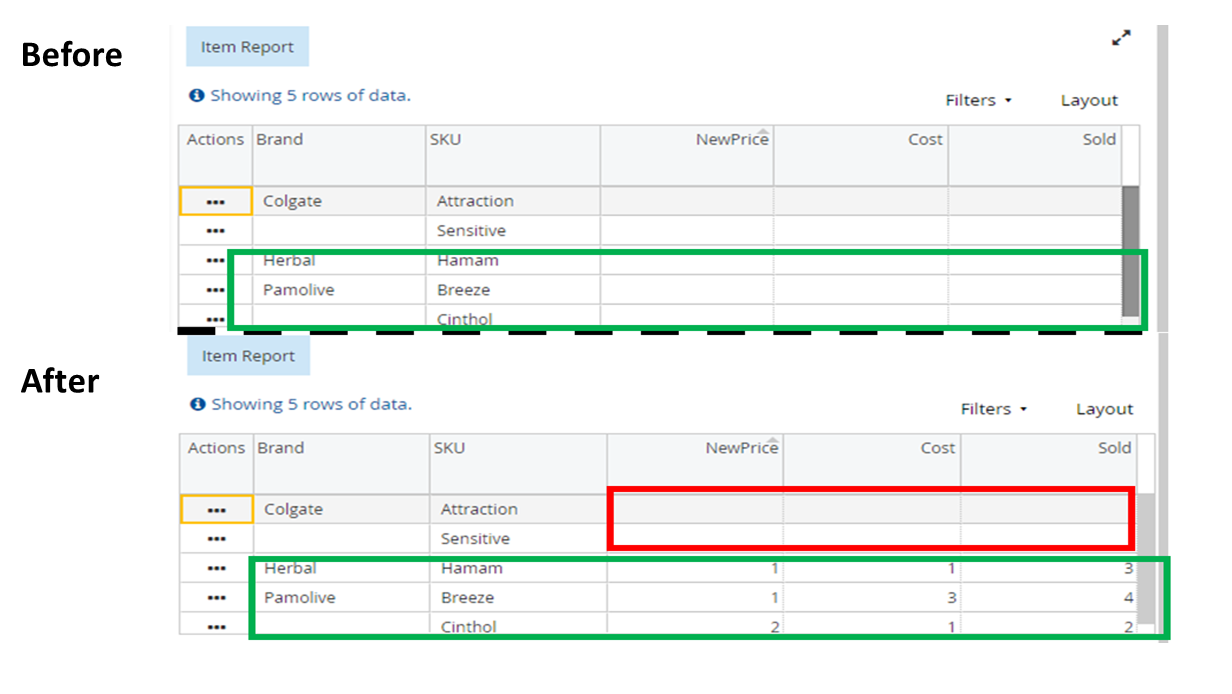 Before
Item Report
Showing 5 rows of data.
Filters Layout
Actions Brand SKU NewPrice Cost Sold
••• Colgate Attraction
••• Sensitive
••• Herbal Hamam
••• Pamolive Breeze
••• Cinthol
After
Item Report
Showing 5 rows of data.
Filters Layout
Actions Brand SKU NewPrice Cost Sold
••• Colgate Attraction
••• Sensitive
••• Herbal Hamam 1 1 3
••• Pamolive Breeze 1 3 4
••• Cinthol 2 1 2